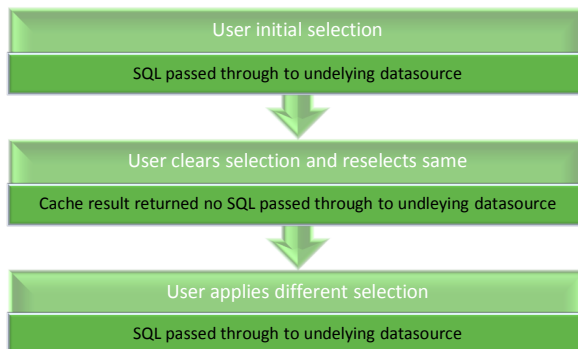 User initial selection
SQL passed through to undelying datasource
User clears selection and reselects same
Cache result returned no SQL passed through to undleying datasource
User applies different selection
SQL passed through to undelying datasource